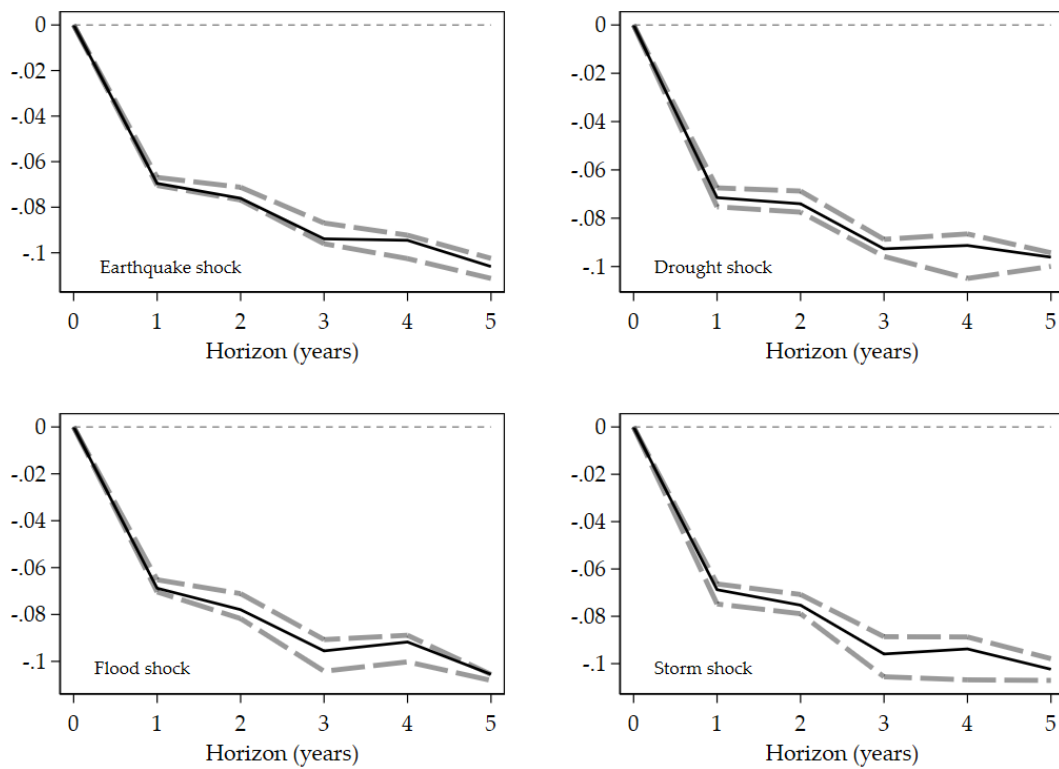 0
-.02
-.04
-.06
-.08
-.1
Earthquake shock
0 1 2 3 4 5
Horizon (years)
0
-.02
-.04
-.06
-.08
-.1
Drought shock
0 1 2 3 4 5
Horizon (years)
0
-.02
-.04
-.06
-.08
-.1
Flood shock
0 1 2 3 4 5
Horizon (years)
0
-.02
-.04
-.06
-.08
-.1
Storm shock
0 1 2 3 4 5
Horizon (years)